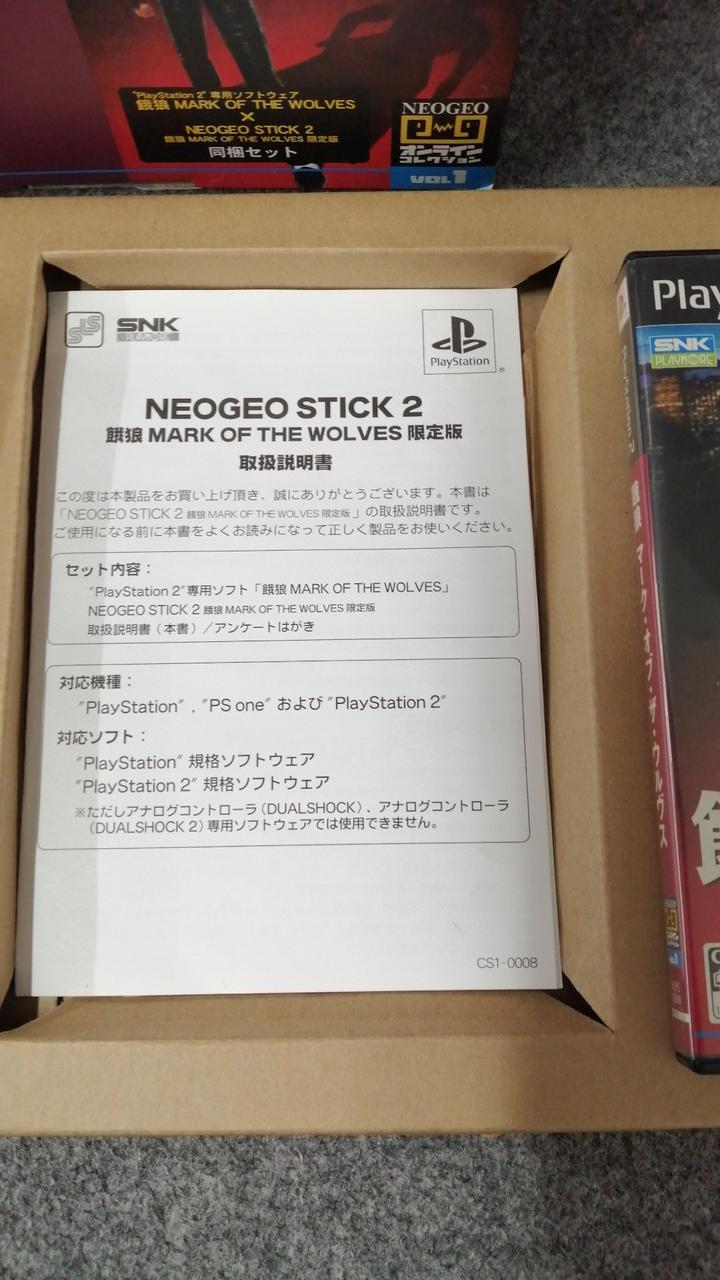 "PlayStation 2" 専用ソフトウェア
餓狼 MARK OF THE WOLVES
×
NEOGEO STICK 2
餓狼 MARK OF THE WOLVES 限定版
同梱セット
NEOGEO
オンライン
コレクション
VOL1
SNK
PLAYMORE
PlayStation
®
NEOGEO STICK 2
餓狼 MARK OF THE WOLVES 限定版
取扱説明書
この度は本製品をお買い上げ頂き、誠にありがとうございます。本書は
「NEOGEO STICK 2 餓狼 MARK OF THE WOLVES 限定版 」の取扱説明書です。
ご使用になる前に本書をよくお読みになって正しく製品をお使いください。
セット内容：
"PlayStation 2"専用ソフト「餓狼 MARK OF THE WOLVES」
NEOGEO STICK 2 餓狼 MARK OF THE WOLVES 限定版
取扱説明書（本書）／アンケートはがき
対応機種：
"PlayStation" , "PS one" および "PlayStation 2"
対応ソフト：
"PlayStation" 規格ソフトウェア
"PlayStation 2" 規格ソフトウェア
※ただしアナログコントローラ（DUALSHOCK）、アナログコントローラ
（DUALSHOCK 2）専用ソフトウェアでは使用できません。
CS1-0008
Play
SNK
PLAYMORE
PlayStation 2
餓狼 マーク・オブ・ザ・ウルヴス
餓